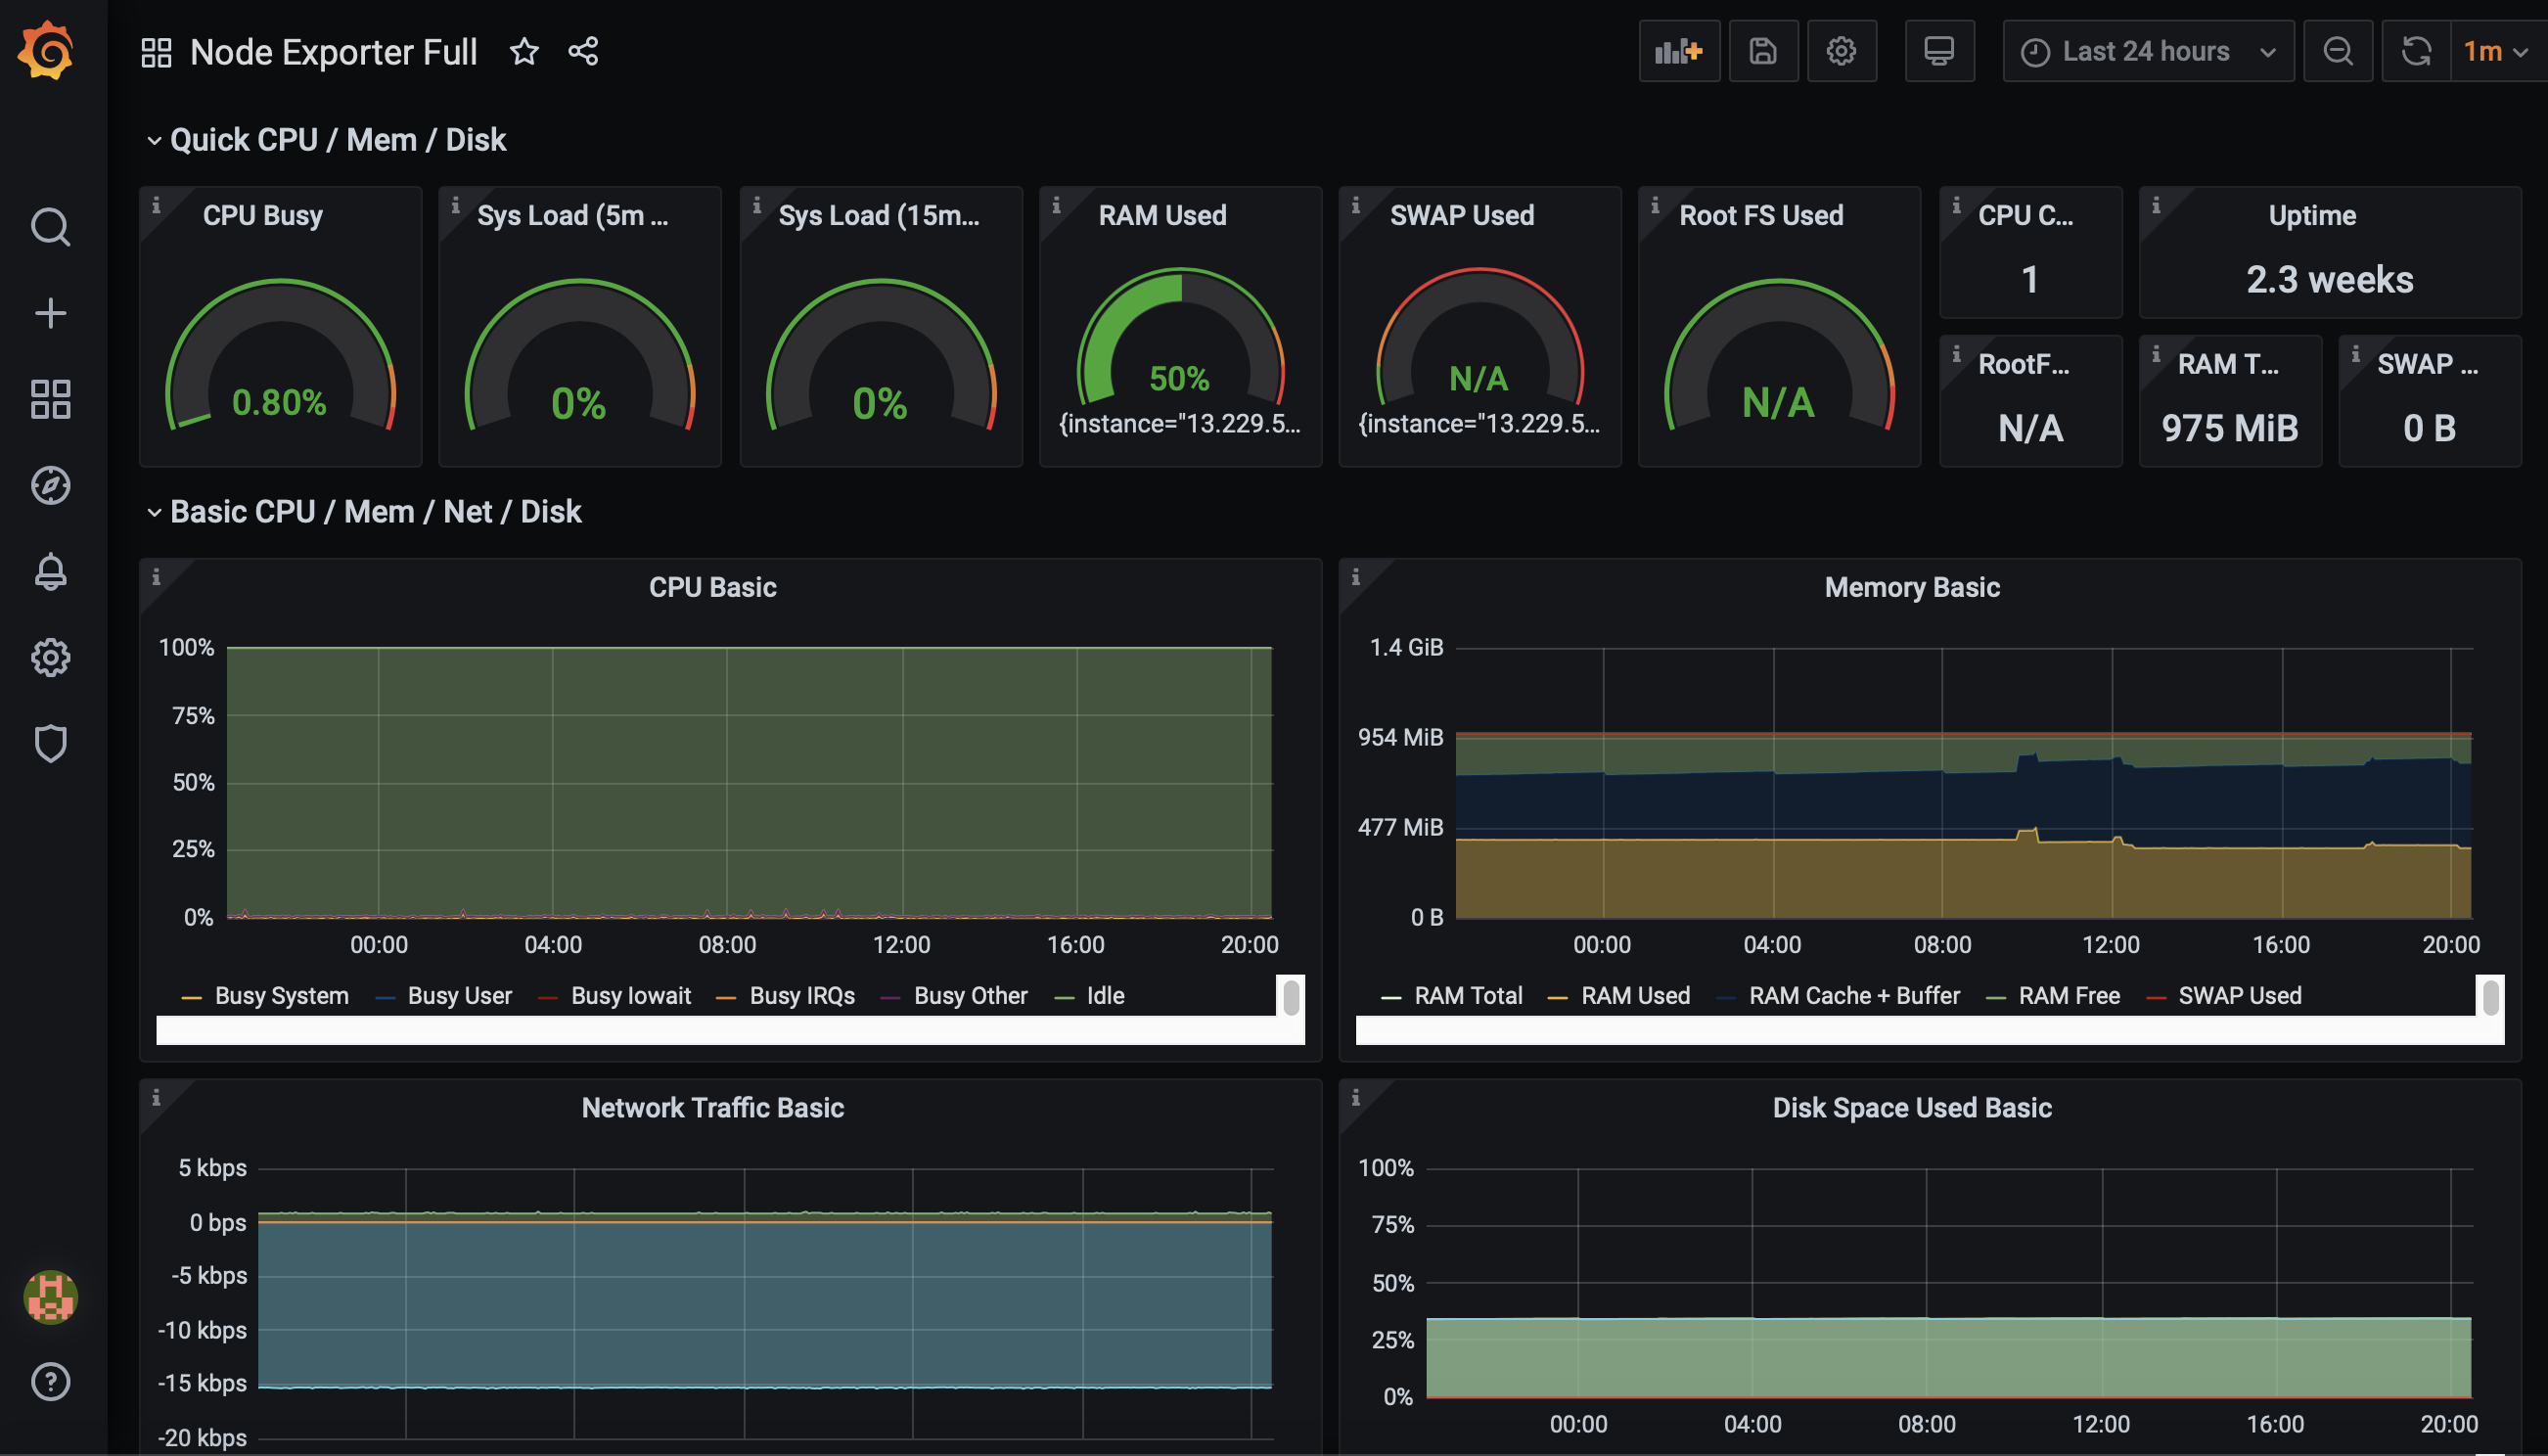 Node Exporter Full
Last 24 hours
1m
Quick CPU / Mem / Disk
CPU Busy
0.80%
Sys Load (5m ...
0%
Sys Load (15m...
0%
RAM Used
50%
{instance="13.229.5...
SWAP Used
N/A
{instance="13.229.5...
Root FS Used
N/A
CPU C...
1
Uptime
2.3 weeks
RootF...
N/A
RAM T...
975 MiB
SWAP ...
0 B
Basic CPU / Mem / Net / Disk
CPU Basic
100%
75%
50%
25%
0%
00:00 04:00 08:00 12:00 16:00 20:00
Busy System Busy User Busy Iowait Busy IRQs Busy Other Idle
Memory Basic
1.4 GiB
954 MiB
477 MiB
0 B
00:00 04:00 08:00 12:00 16:00 20:00
RAM Total RAM Used RAM Cache + Buffer RAM Free SWAP Used
Network Traffic Basic
5 kbps
0 bps
-5 kbps
-10 kbps
-15 kbps
-20 kbps
Disk Space Used Basic
100%
75%
50%
25%
0%
00:00 04:00 08:00 12:00 16:00 20:00